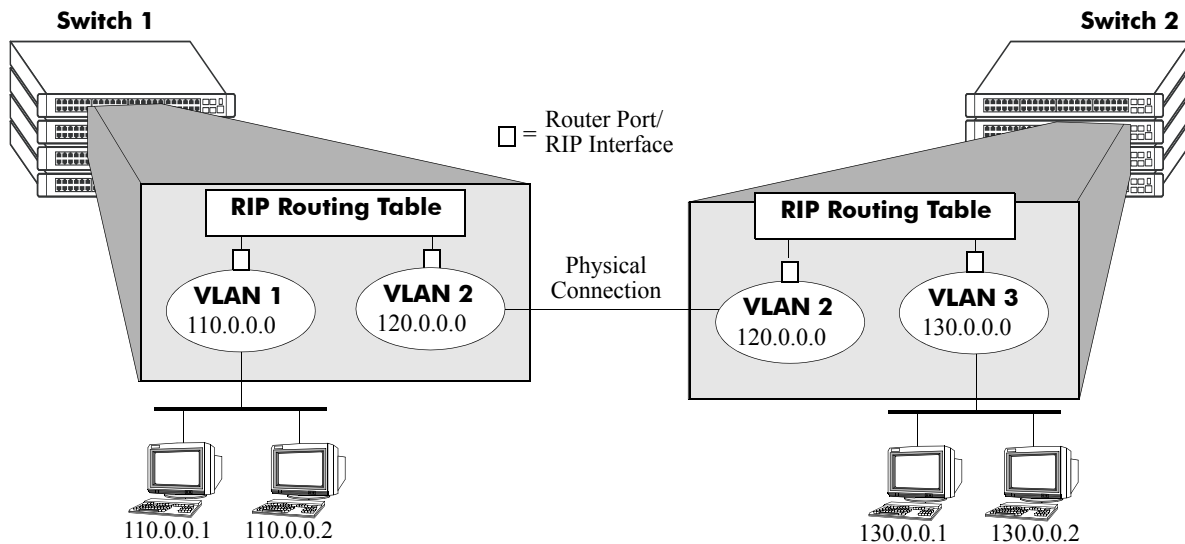 Switch 1
Switch 2
= Router Port/
RIP Interface
RIP Routing Table
RIP Routing Table
VLAN 1
110.0.0.0
VLAN 2
120.0.0.0
Physical
Connection
VLAN 2
120.0.0.0
VLAN 3
130.0.0.0
110.0.0.1
110.0.0.2
130.0.0.1
130.0.0.2